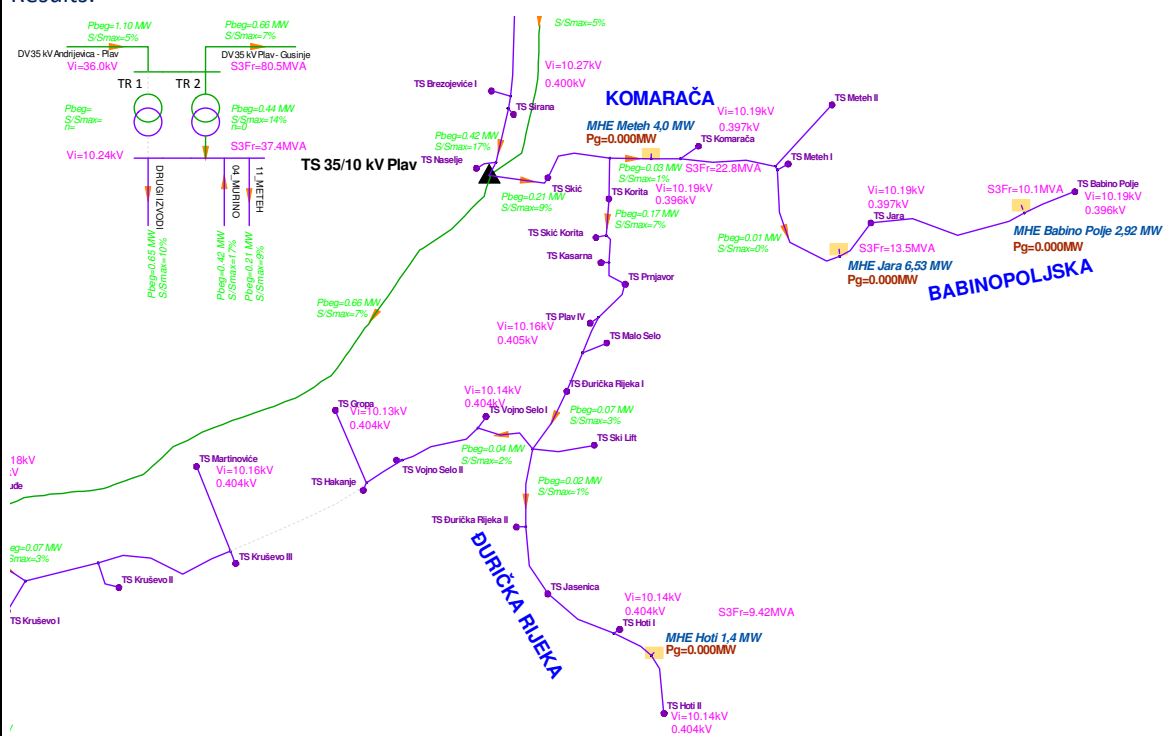 Results:
Pbeg=1.10 MW
S/Smax=5%
Pbeg=0.66 MW
S/Smax=7%
DV 35 kV Andrijevica - Plav
DV 35 kV Plav - Gusinje
Vi=36.0kV
S3Fr=80.5MVA
TR 1
TR 2
Pbeg=
S/Smax=
n=
Pbeg=0.44 MW
S/Smax=14%
n=0
Vi=10.24kV
S3Fr=37.4MVA
DRUGI IZVODI
04_MURINO
11_METEH
Pbeg=0.65 MW
S/Smax=10%
Pbeg=0.42 MW
S/Smax=17%
Pbeg=0.21 MW
S/Smax=9%
S/Smax=5%
Vi=10.27kV
0.400kV
TS Brezojeviće I
TS Sirana
Pbeg=0.42 MW
S/Smax=17%
TS Naselje
TS 35/10 kV Plav
TS Skić
Pbeg=0.21 MW
S/Smax=9%
KOMARAČA
MHE Meteh 4,0 MW
Pg=0.000MW
Vi=10.19kV
0.397kV
TS Komarača
TS Meteh II
TS Meteh I
Pbeg=0.03 MW
S/Smax=1%
S3Fr=22.8MVA
Vi=10.19kV
0.396kV
TS Korita
Pbeg=0.17 MW
S/Smax=7%
TS Skić Korita
TS Kasarna
TS Prnjavor
Vi=10.19kV
0.397kV
TS Jara
S3Fr=10.1MVA
TS Babino Polje
Vi=10.19kV
0.396kV
MHE Babino Polje 2,92 MW
Pg=0.000MW
Pbeg=0.01 MW
S/Smax=0%
S3Fr=13.5MVA
MHE Jara 6,53 MW
Pg=0.000MW
BABINOPOLJSKA
Pbeg=0.66 MW
S/Smax=7%
TS Plav IV
Vi=10.16kV
0.405kV
TS Malo Selo
TS Đurička Rijeka I
Pbeg=0.07 MW
S/Smax=3%
TS Ski Lift
Vi=10.14kV
0.404kV
TS Vojno Selo I
Pbeg=0.04 MW
S/Smax=2%
TS Gropa
Vi=10.13kV
0.404kV
TS Vojno Selo II
TS Hakanje
TS Martinoviće
Vi=10.16kV
0.404kV
Pbeg=0.02 MW
S/Smax=1%
TS Đurička Rijeka II
ĐURIČKA RIJEKA
18kV
TS Kruševo III
TS Kruševo II
TS Kruševo I
eg=0.07 MW
Smax=3%
TS Jasenica
Vi=10.14kV
0.404kV
TS Hoti I
S3Fr=9.42MVA
MHE Hoti 1,4 MW
Pg=0.000MW
TS Hoti II
Vi=10.14kV
0.404kV